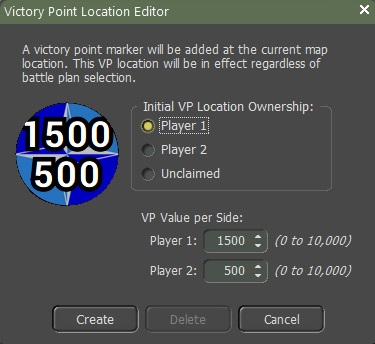 Victory Point Location Editor
A victory point marker will be added at the current map
location. This VP location will be in effect regardless of
battle plan selection.
1500
500
Initial VP Location Ownership:
Player 1
Player 2
Unclaimed
VP Value per Side:
Player 1: 1500 (0 to 10,000)
Player 2: 500 (0 to 10,000)
Create Delete Cancel